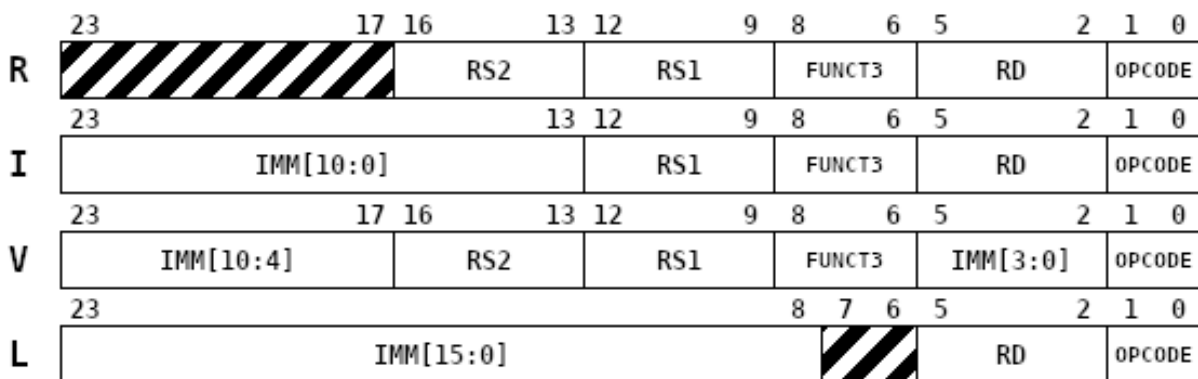 23 17 16 13 12 9 8 6 5 2 1 0
R RS2 RS1 FUNCT3 RD OPCODE
23 13 12 9 8 6 5 2 1 0
I IMM[10:0] RS1 FUNCT3 RD OPCODE
23 17 16 13 12 9 8 6 5 2 1 0
V IMM[10:4] RS2 RS1 FUNCT3 IMM[3:0] OPCODE
23 8 7 6 5 2 1 0
L IMM[15:0] RD OPCODE